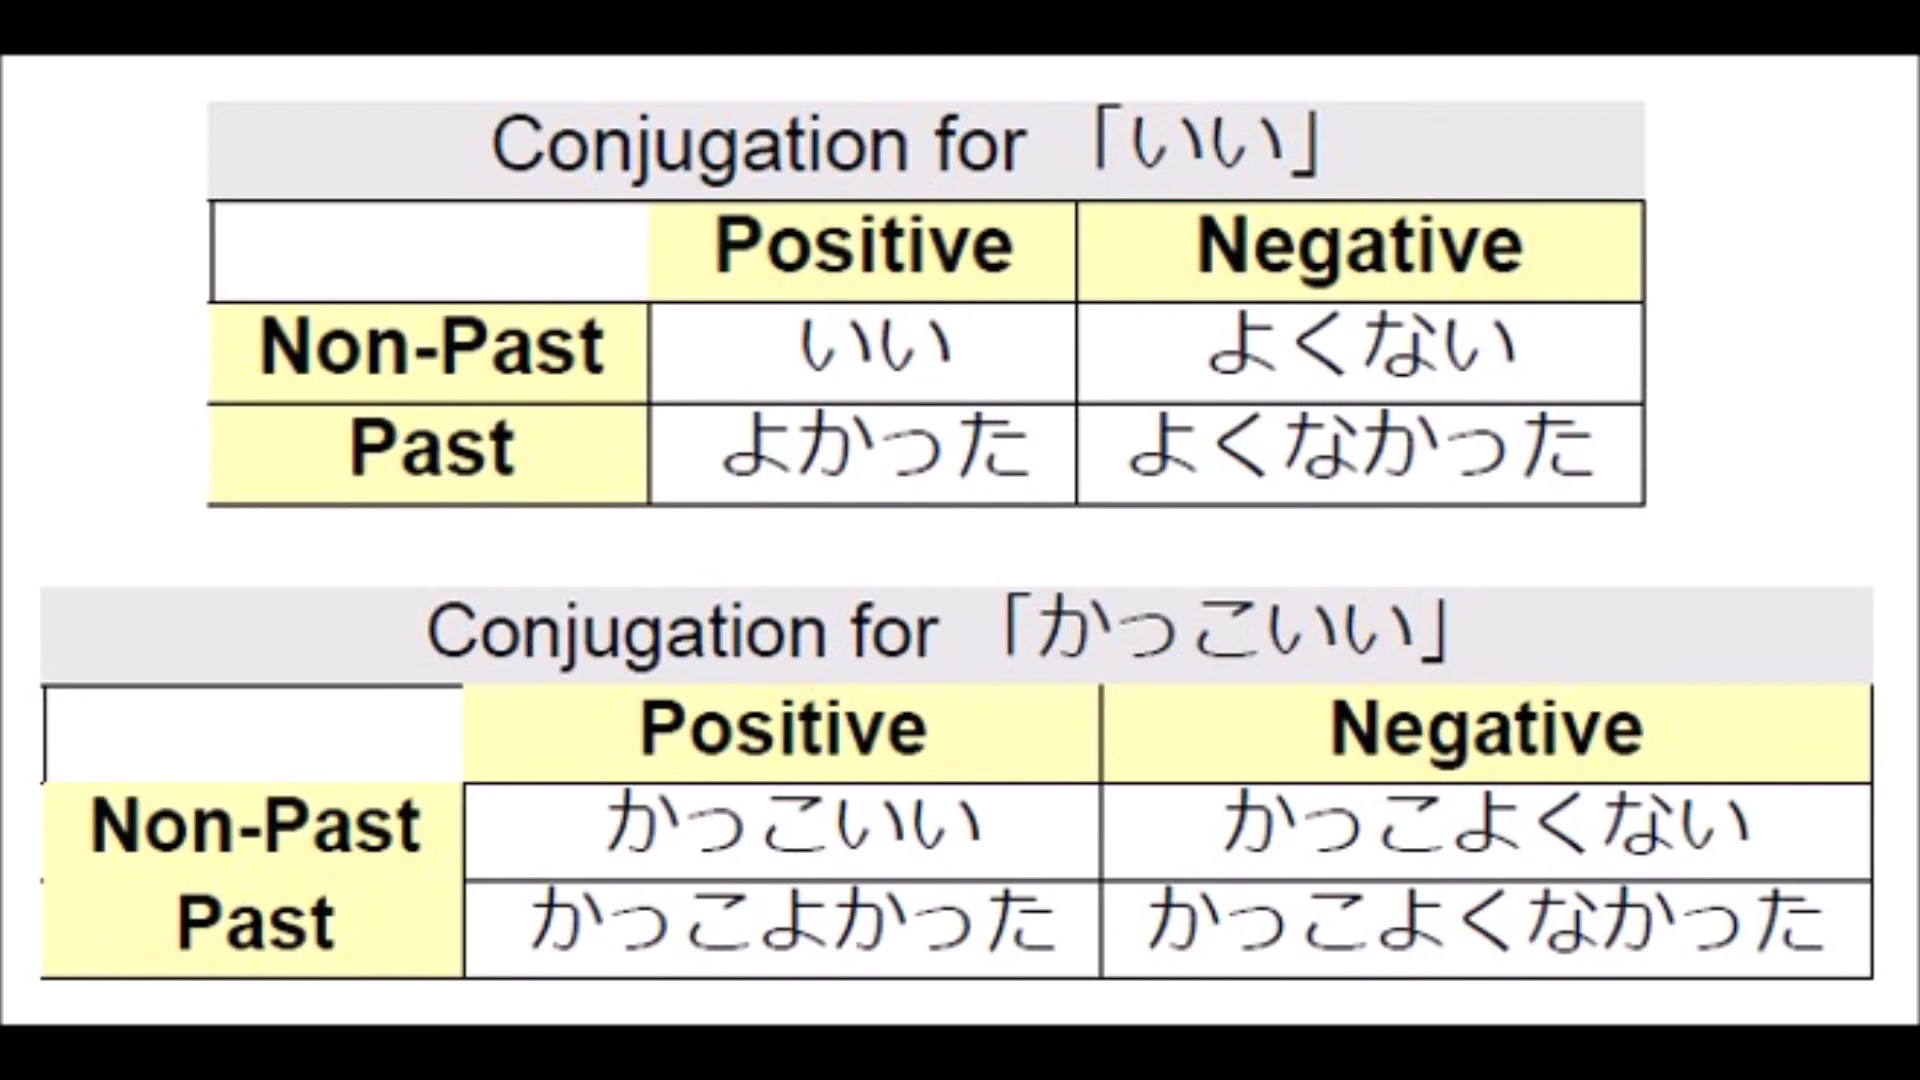 Conjugation for 「いい」
Positive Negative
Non-Past いい よくない
Past よかった よくなかった
Conjugation for 「かっこいい」
Positive Negative
Non-Past かっこいい かっこよくない
Past かっこよかった かっこよくなかった